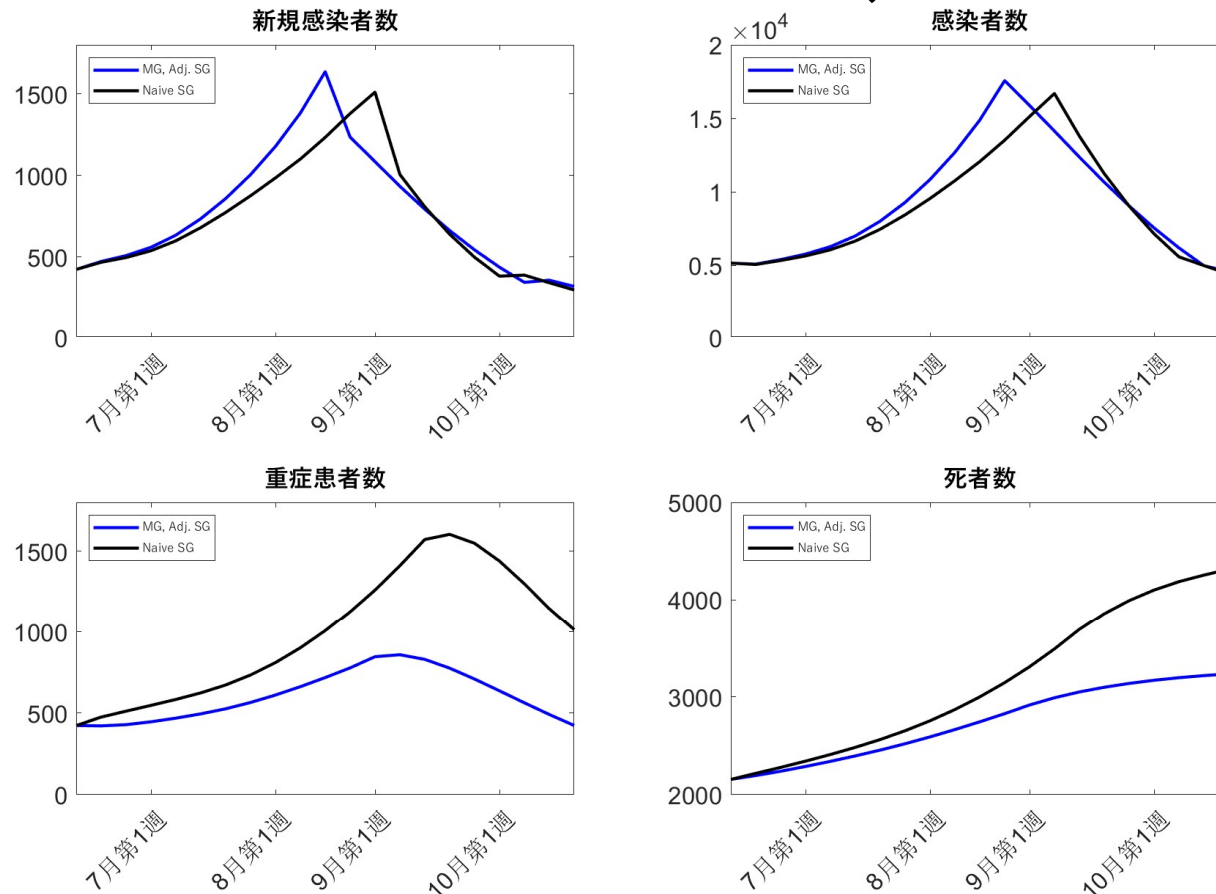 新規感染者数
MG, Adj. SG
Naive SG
1500
1000
500
0
7月第1週
8月第1週
9月第1週
10月第1週
感染者数
×10⁴
MG, Adj. SG
Naive SG
2
1.5
1
0.5
0
7月第1週
8月第1週
9月第1週
10月第1週
重症患者数
MG, Adj. SG
Naive SG
1500
1000
500
0
7月第1週
8月第1週
9月第1週
10月第1週
死者数
MG, Adj. SG
Naive SG
5000
4000
3000
2000
7月第1週
8月第1週
9月第1週
10月第1週